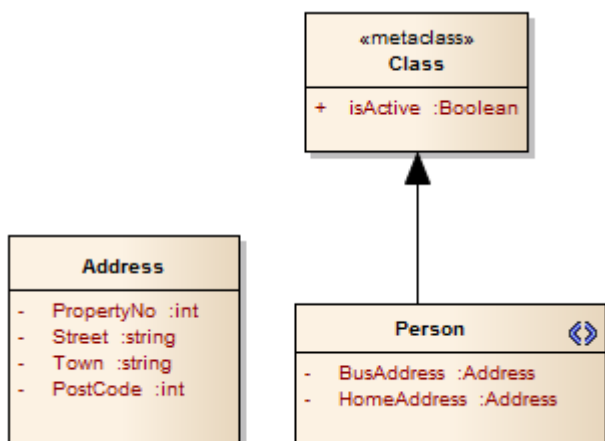 «metaclass»
Class
+ isActive :Boolean
Address
- PropertyNo :int
- Street :string
- Town :string
- PostCode :int
Person
- BusAddress :Address
- HomeAddress :Address